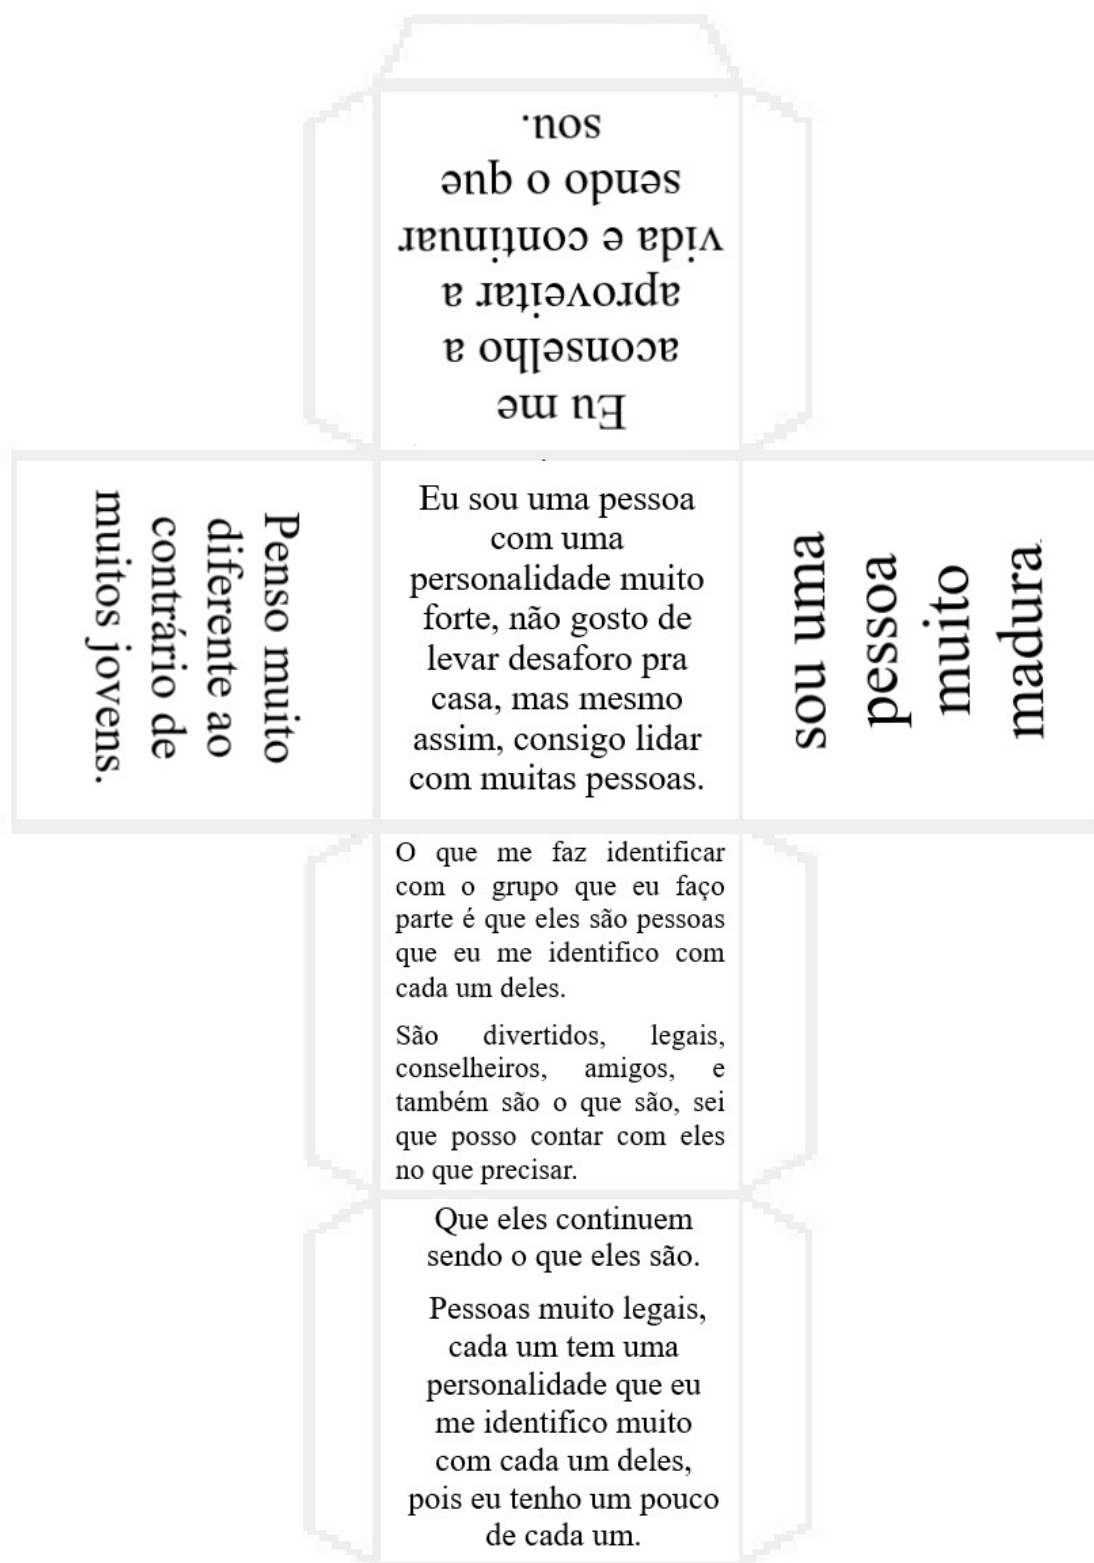 Eu me
aconselho a
aproveitar a
vida e continuar
sendo o que
sou.
Penso muito
diferente ao
contrário de
muitos jovens.
Eu sou uma pessoa
com uma
personalidade muito
forte, não gosto de
levar desaforo pra
casa, mas mesmo
assim, consigo lidar
com muitas pessoas.
sou uma
pessoa
muito
madura.
O que me faz identificar
com o grupo que eu faço
parte é que eles são pessoas
que eu me identifico com
cada um deles.
São divertidos, legais,
conselheiros, amigos, e
também são o que são, sei
que posso contar com eles
no que precisar.
Que eles continuem
sendo o que eles são.
Pessoas muito legais,
cada um tem uma
personalidade que eu
me identifico muito
com cada um deles,
pois eu tenho um pouco
de cada um.